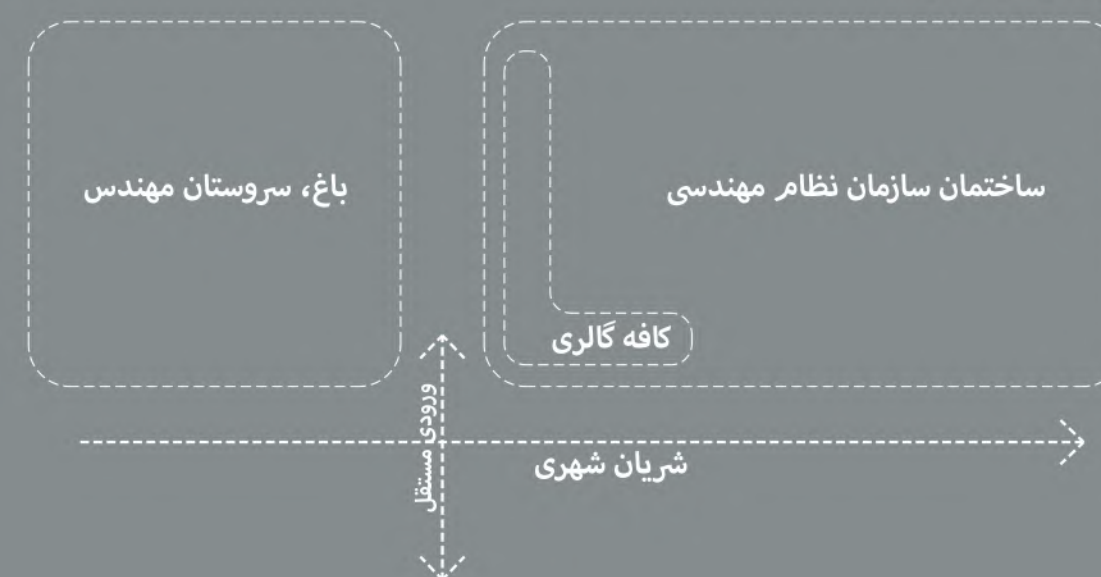 ساختمان سازمان نظام مهندسی
باغ، سروستان مهندس
کافه گالری
ورودی مستقل
شریان شهری